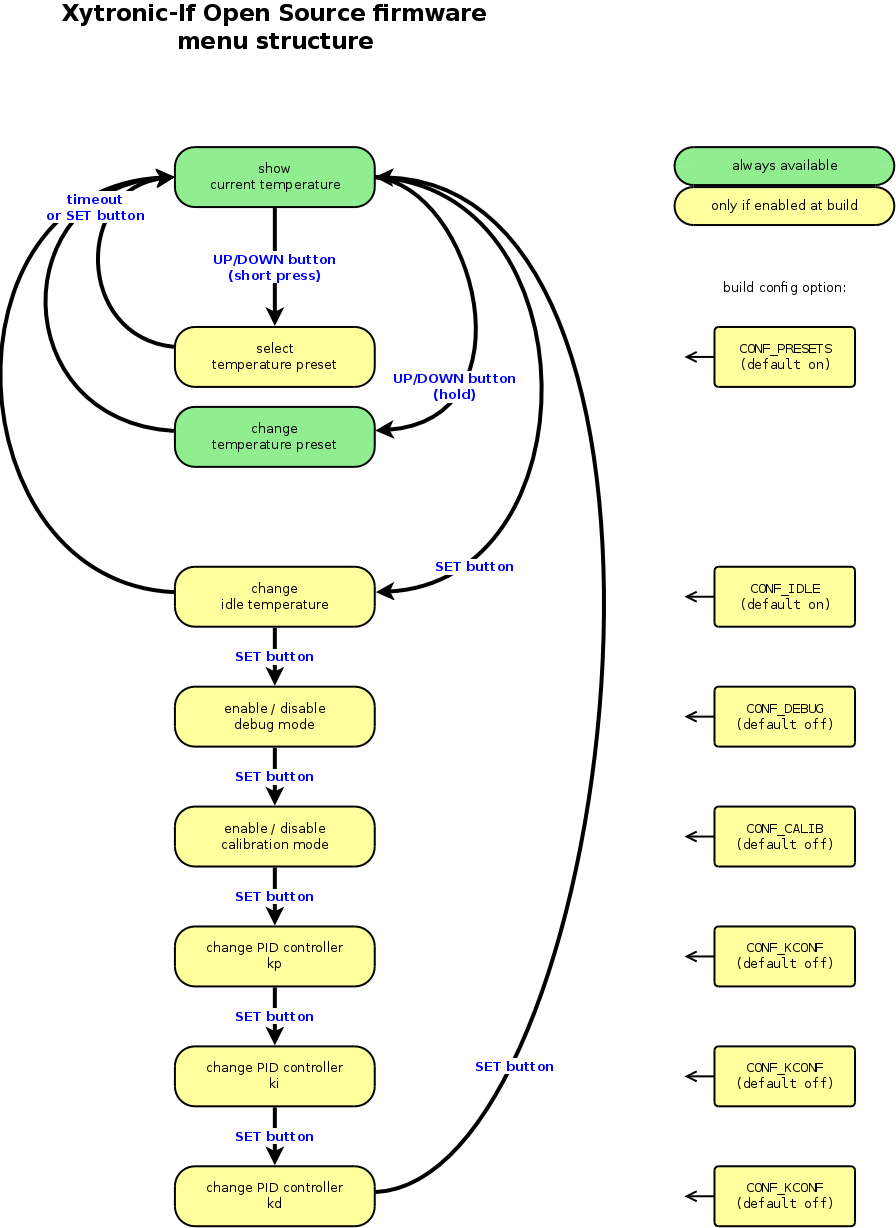 Xytronic-lf Open Source firmware
menu structure
show
current temperature
always available
only if enabled at build
timeout
or SET button
UP/DOWN button
(short press)
build config option:
select
temperature preset
CONF_PRESETS
(default on)
UP/DOWN button
(hold)
change
temperature preset
SET button
change
idle temperature
CONF_IDLE
(default on)
SET button
enable / disable
debug mode
CONF_DEBUG
(default off)
SET button
enable / disable
calibration mode
CONF_CALIB
(default off)
SET button
change PID controller
kp
CONF_KCONF
(default off)
SET button
change PID controller
ki
CONF_KCONF
(default off)
SET button
SET button
change PID controller
kd
CONF_KCONF
(default off)